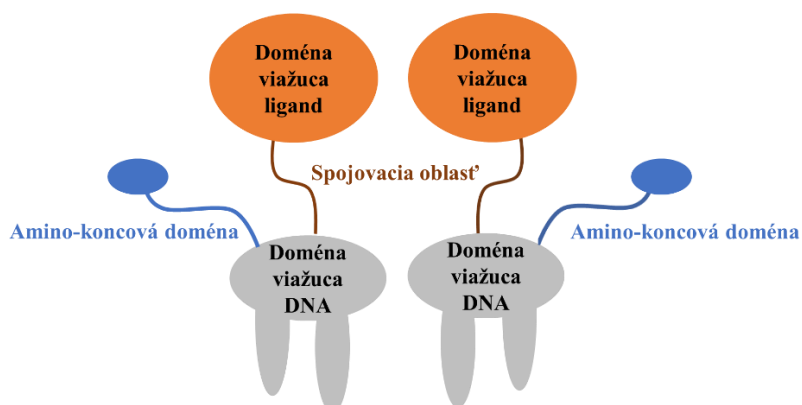 Doména
viažuca
ligand
Doména
viažuca
ligand
Spojovacia oblasť
Amino-koncová doména
Amino-koncová doména
Doména
viažuca
DNA
Doména
viažuca
DNA